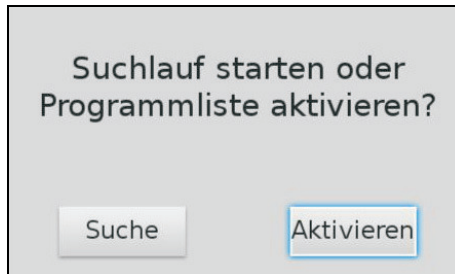 Suchlauf starten oder
Programmliste aktivieren?
Suche
Aktivieren